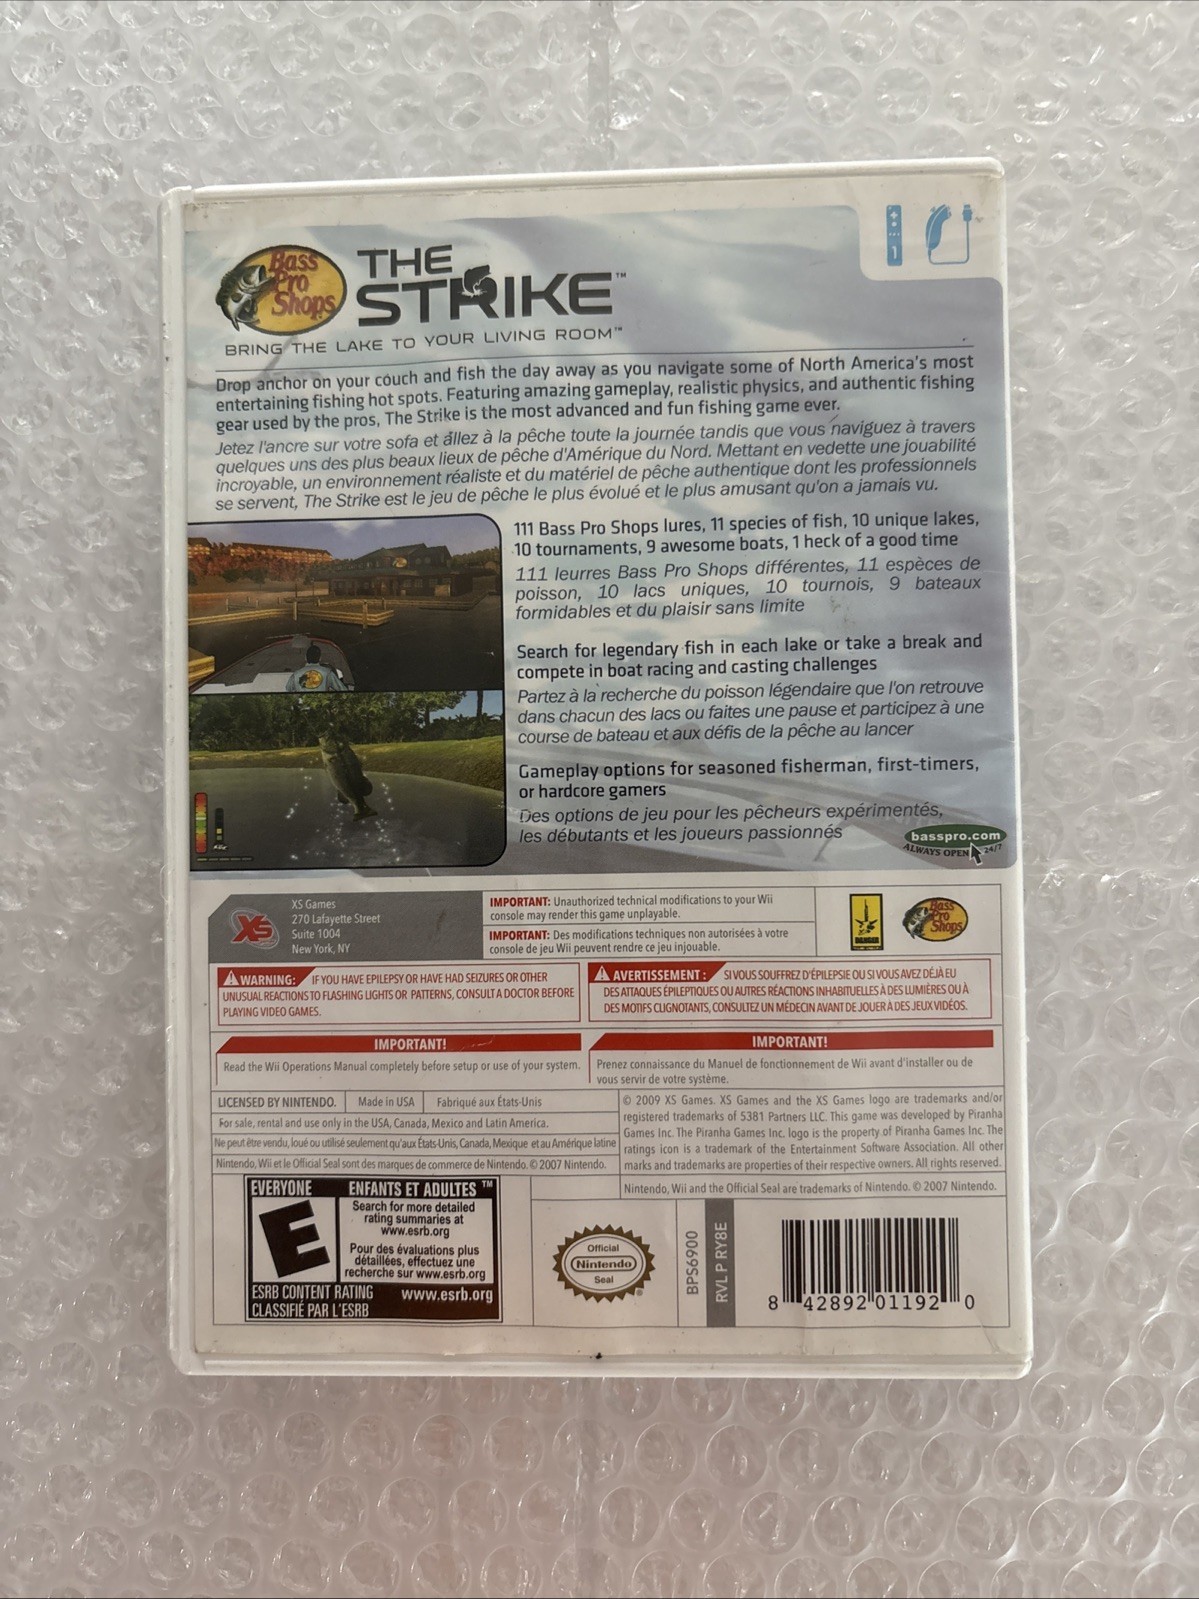 1
Bass
Pro
Shops
THE
STRIKE™
BRING THE LAKE TO YOUR LIVING ROOM™
Drop anchor on your couch and fish the day away as you navigate some of North America's most
entertaining fishing hot spots. Featuring amazing gameplay, realistic physics, and authentic fishing
gear used by the pros, The Strike is the most advanced and fun fishing game ever.
Jetez l'ancre sur votre sofa et allez à la pêche toute la journée tandis que vous naviguez à travers
quelques uns des plus beaux lieux de pêche d'Amérique du Nord. Mettant en vedette une jouabilité
incroyable, un environnement réaliste et du matériel de pêche authentique dont les professionnels
se servent, The Strike est le jeu de pêche le plus évolué et le plus amusant qu'on a jamais vu.
111 Bass Pro Shops lures, 11 species of fish, 10 unique lakes,
10 tournaments, 9 awesome boats, 1 heck of a good time
111 leurres Bass Pro Shops différentes, 11 espèces de
poisson, 10 lacs uniques, 10 tournois, 9 bateaux
formidables et du plaisir sans limite
Search for legendary fish in each lake or take a break and
compete in boat racing and casting challenges
Partez à la recherche du poisson légendaire que l'on retrouve
dans chacun des lacs ou faites une pause et participez à une
course de bateau et aux défis de la pêche au lancer
Gameplay options for seasoned fisherman, first-timers,
or hardcore gamers
Des options de jeu pour les pêcheurs expérimentés,
les débutants et les joueurs passionnés
basspro.com
ALWAYS OPEN 24/7
XS
XS Games
270 Lafayette Street
Suite 1004
New York, NY
IMPORTANT: Unauthorized technical modifications to your Wii
console may render this game unplayable.
IMPORTANT: Des modifications techniques non autorisées à votre
console de jeu Wii peuvent rendre ce jeu injouable.
Bass
Pro
Shops
WARNING: IF YOU HAVE EPILEPSY OR HAVE HAD SEIZURES OR OTHER
UNUSUAL REACTIONS TO FLASHING LIGHTS OR PATTERNS, CONSULT A DOCTOR BEFORE
PLAYING VIDEO GAMES.
AVERTISSEMENT : SI VOUS SOUFFREZ D'ÉPILEPSIE OU SI VOUS AVEZ DÉJÀ EU
DES ATTAQUES ÉPILEPTIQUES OU AUTRES RÉACTIONS INHABITUELLES À DES LUMIÈRES OU À
DES MOTIFS CLIGNOTANTS, CONSULTEZ UN MÉDECIN AVANT DE JOUER À DES JEUX VIDÉOS.
IMPORTANT!
Read the Wii Operations Manual completely before setup or use of your system.
IMPORTANT!
Prenez connaissance du Manuel de fonctionnement de Wii avant d'installer ou de
vous servir de votre système.
LICENSED BY NINTENDO. Made in USA Fabriqué aux États-Unis
For sale, rental and use only in the USA, Canada, Mexico and Latin America.
Ne peut être vendu, loué ou utilisé seulement qu'aux États-Unis, Canada, Mexique et au Amérique latine
Nintendo, Wii et le Official Seal sont des marques de commerce de Nintendo. © 2007 Nintendo.
© 2009 XS Games. XS Games and the XS Games logo are trademarks and/or
registered trademarks of 5381 Partners LLC. This game was developed by Piranha
Games Inc. The Piranha Games Inc. logo is the property of Piranha Games Inc. The
ratings icon is a trademark of the Entertainment Software Association. All other
marks and trademarks are properties of their respective owners. All rights reserved.
Nintendo, Wii and the Official Seal are trademarks of Nintendo. © 2007 Nintendo.
EVERYONE ENFANTS ET ADULTES ™
E
Search for more detailed
rating summaries at
www.esrb.org
Pour des évaluations plus
détaillées, effectuez une
recherche sur www.esrb.org
ESRB CONTENT RATING www.esrb.org
CLASSIFIÉ PAR L'ESRB
Official
Nintendo
Seal
®
BPS6900
RVL P RY8E
8 42892 01192 0